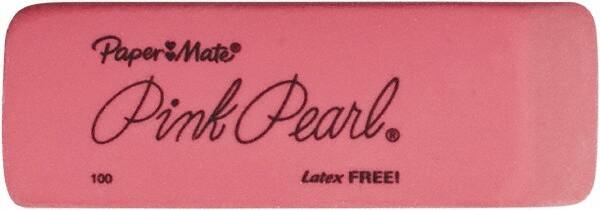 Paper Mate®
Pink Pearl®
100 Latex FREE!